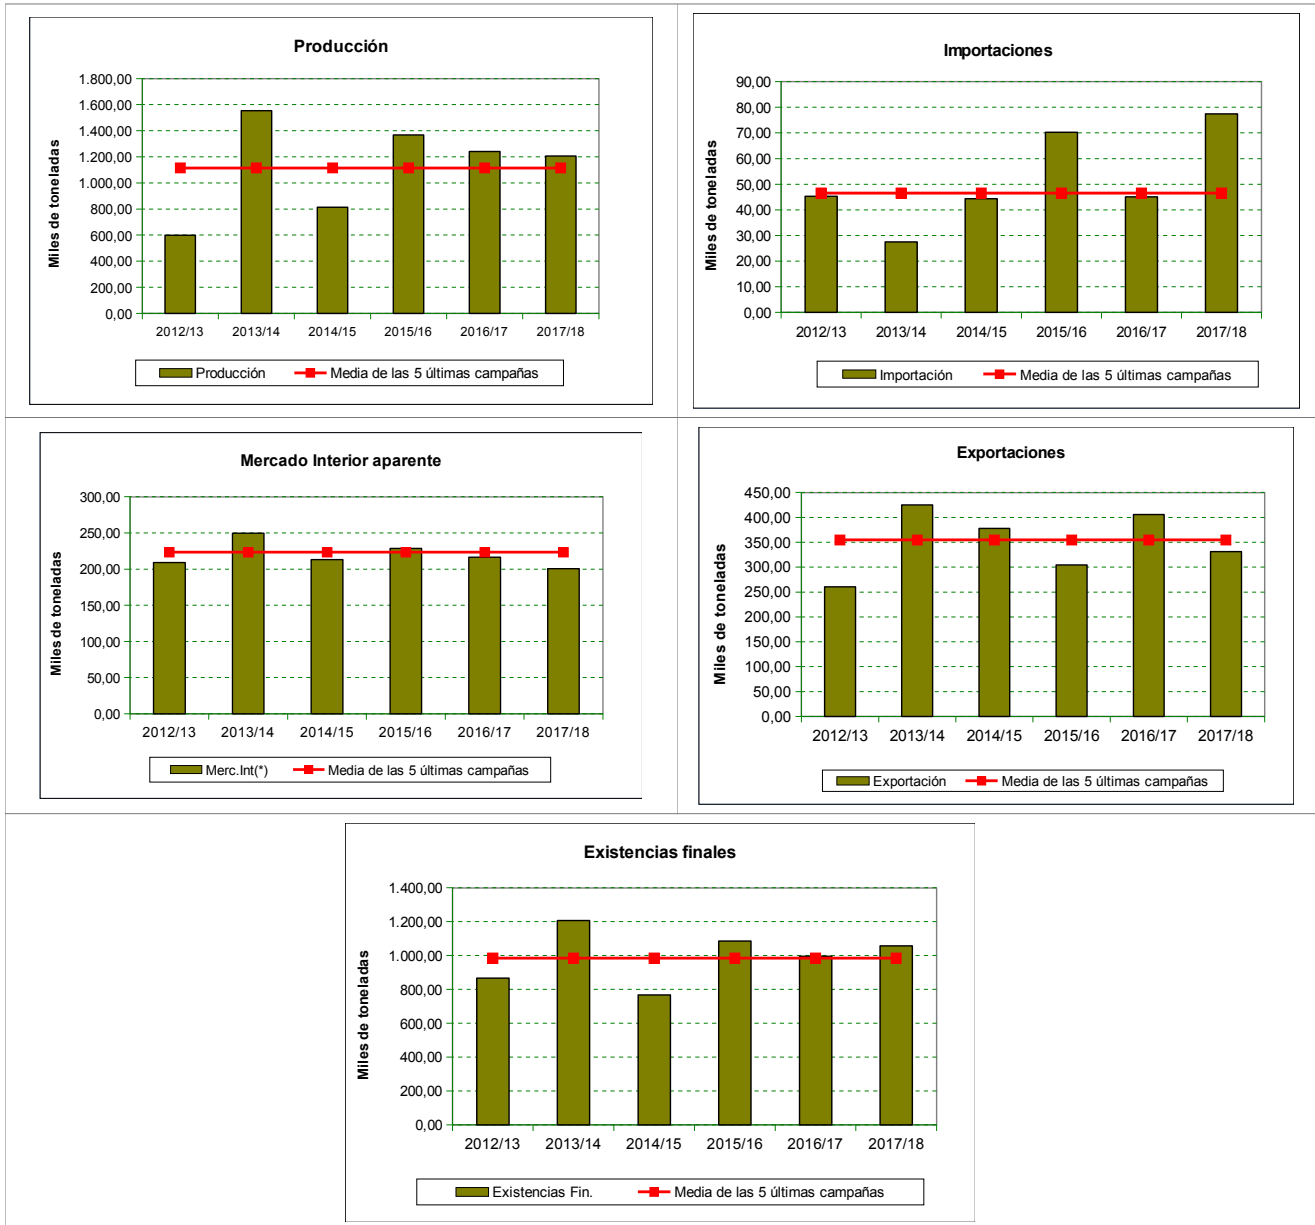 Producción
Miles de toneladas
1.800,00
1.600,00
1.400,00
1.200,00
1.000,00
800,00
600,00
400,00
200,00
0,00
2012/13 2013/14 2014/15 2015/16 2016/17 2017/18
Producción Media de las 5 últimas campañas
Importaciones
Miles de toneladas
90,00
80,00
70,00
60,00
50,00
40,00
30,00
20,00
10,00
0,00
2012/13 2013/14 2014/15 2015/16 2016/17 2017/18
Importación Media de las 5 últimas campañas
Mercado Interior aparente
Miles de toneladas
300,00
250,00
200,00
150,00
100,00
50,00
0,00
2012/13 2013/14 2014/15 2015/16 2016/17 2017/18
Merc.Int(*) Media de las 5 últimas campañas
Exportaciones
Miles de toneladas
450,00
400,00
350,00
300,00
250,00
200,00
150,00
100,00
50,00
0,00
2012/13 2013/14 2014/15 2015/16 2016/17 2017/18
Exportación Media de las 5 últimas campañas
Existencias finales
Miles de toneladas
1.400,00
1.200,00
1.000,00
800,00
600,00
400,00
200,00
0,00
2012/13 2013/14 2014/15 2015/16 2016/17 2017/18
Existencias Fin. Media de las 5 últimas campañas